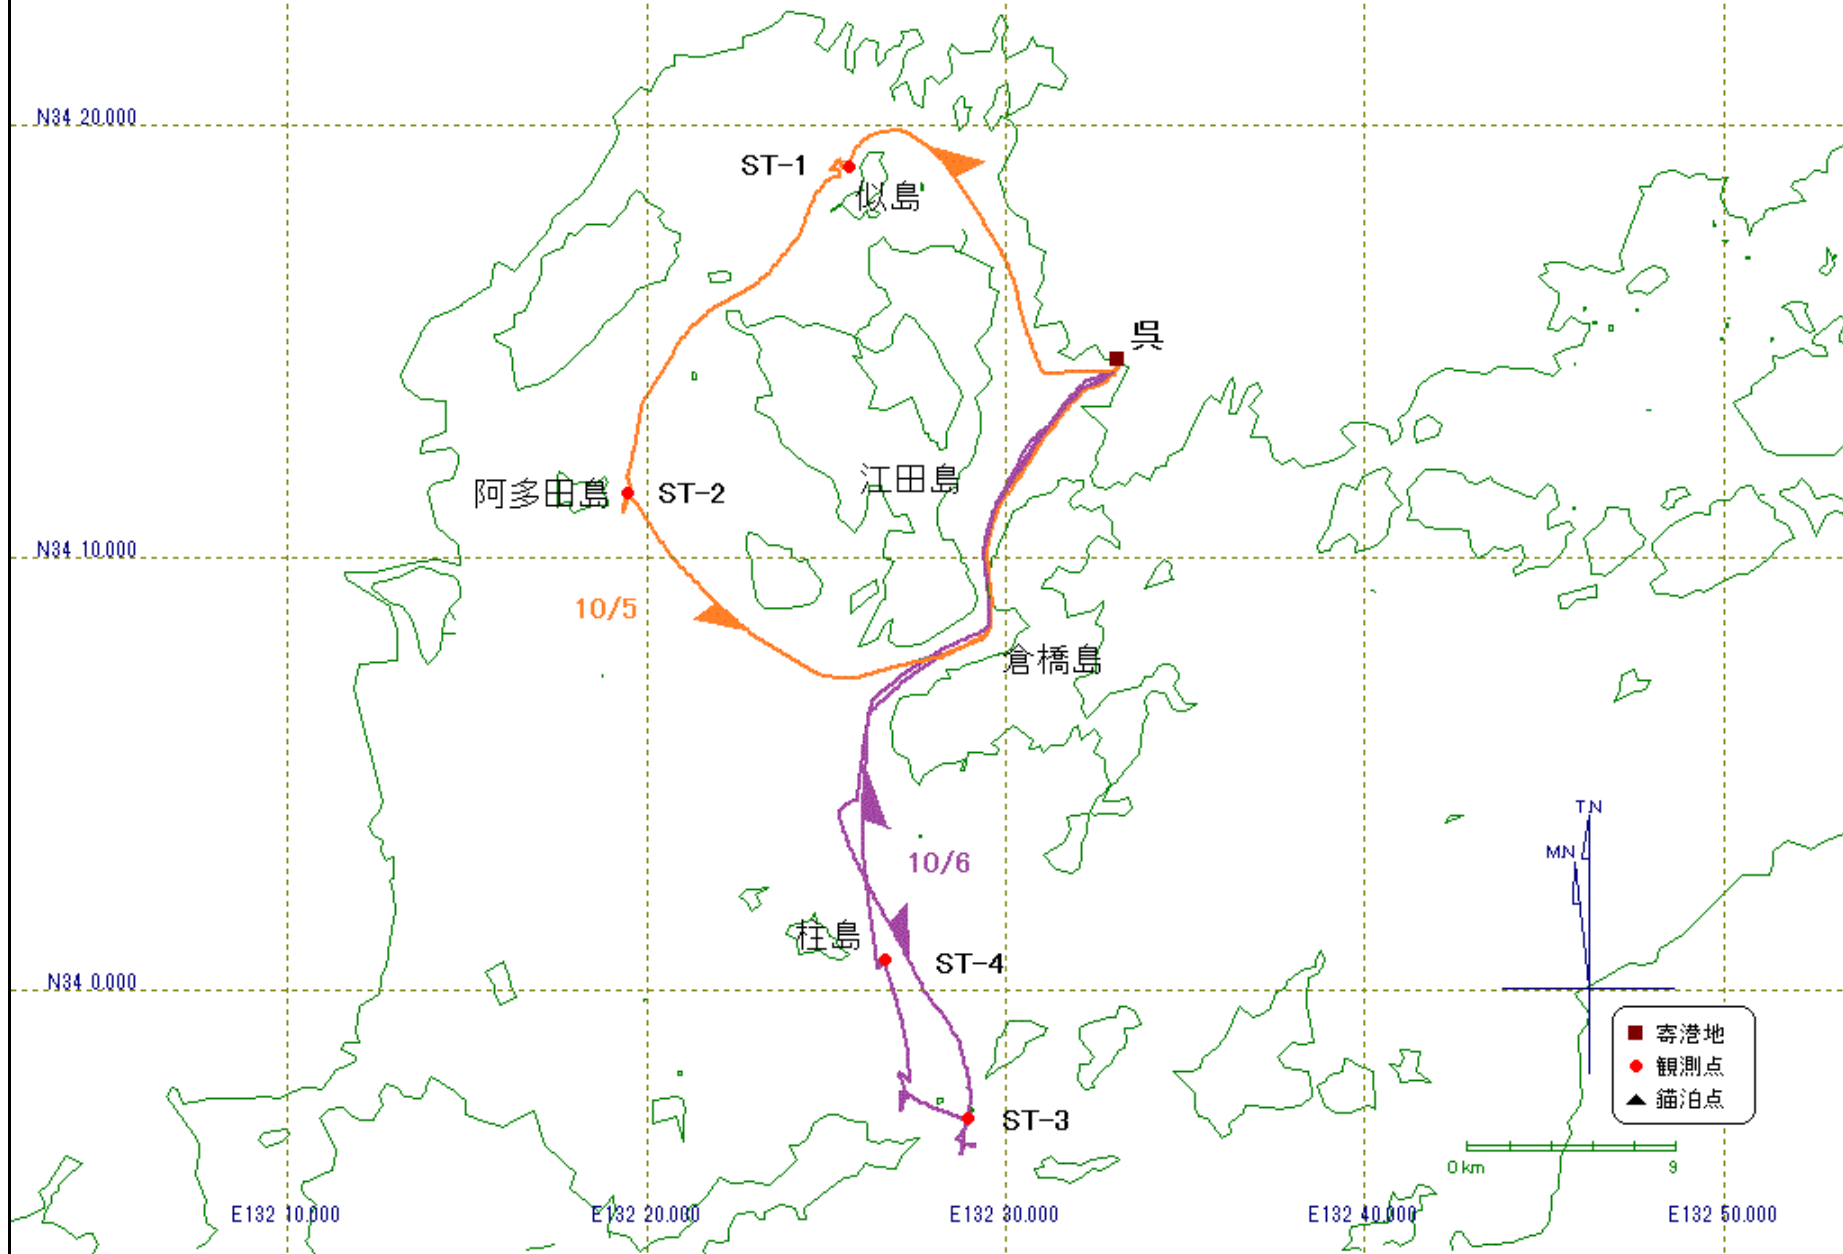 N34 20.000
ST-1
似島
呉
江田島
阿多田島
ST-2
N34 10.000
10/5
倉橋島
T.N
M.N
10/6
柱島
ST-4
N34 0.000
寄港地
観測点
錨泊点
ST-3
0 km 9
E132 10.000
E132 20.000
E132 30.000
E132 40.000
E132 50.000